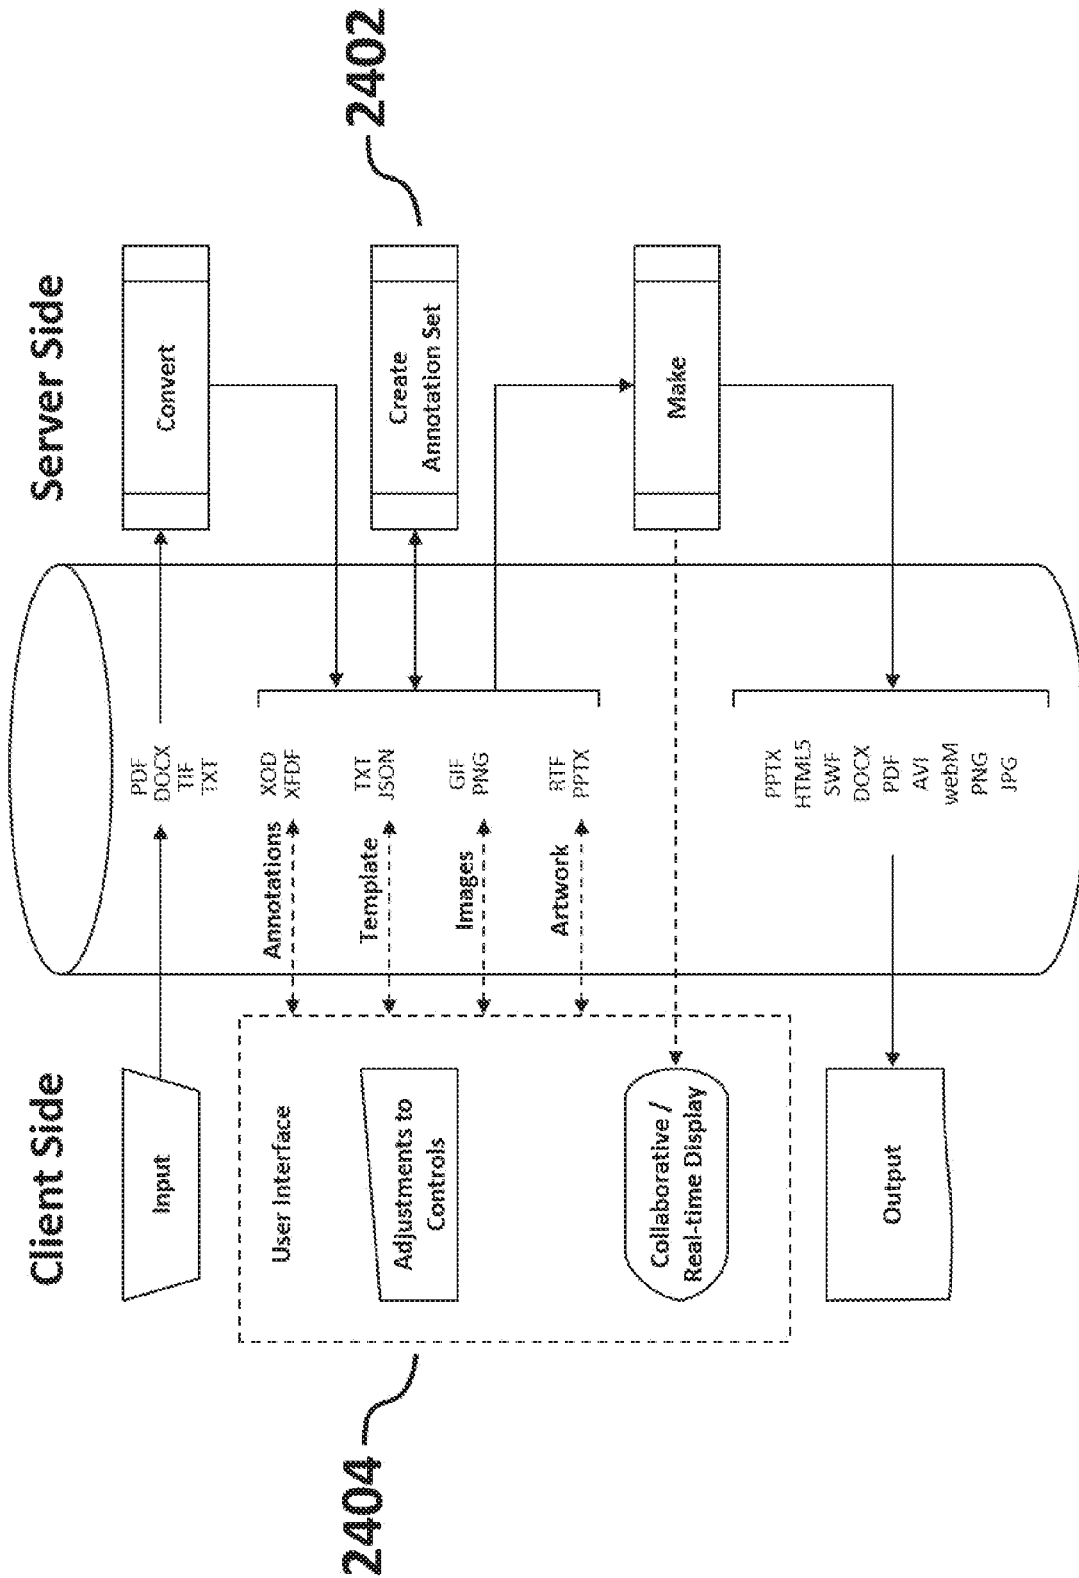 Client Side
Server Side
Input
PDF
DOCX
TIF
TXT
Convert
User Interface
Annotations
XOD
XFDF
2404
Adjustments to
Controls
Template
TXT
JSON
Create
Annotation Set
2402
Images
GIF
PNG
Artwork
RTF
PPTX
Collaborative /
Real-time Display
Make
Output
PPTX
HTML5
SWF
DOCX
PDF
AVI
webM
PNG
JPG